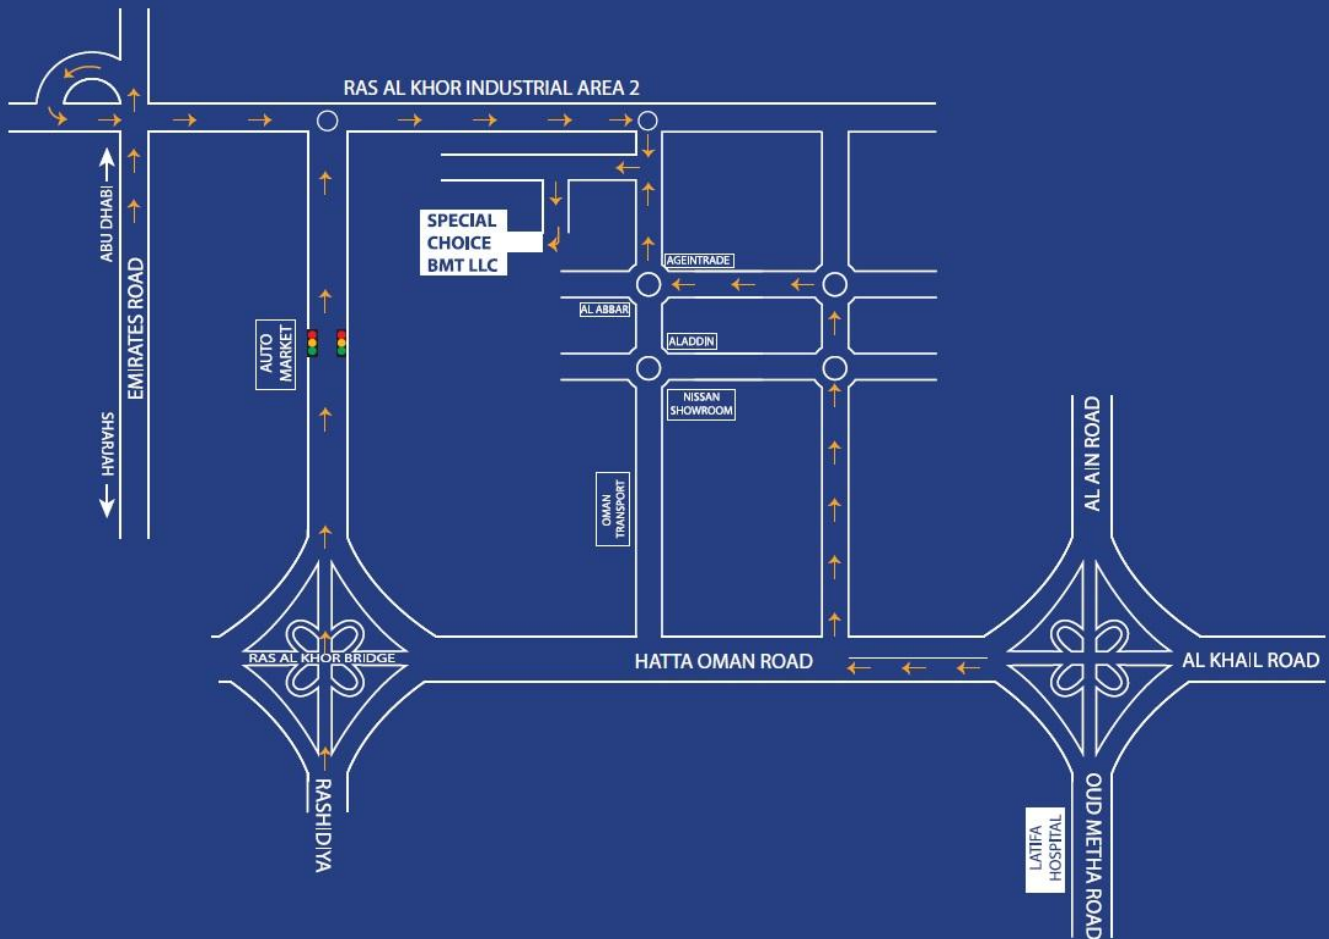 RAS AL KHOR INDUSTRIAL AREA 2
ABU DHABI
EMIRATES ROAD
SHARJAH
SPECIAL
CHOICE
BMT LLC
AGEINTRADE
AL ABBAR
AUTO
MARKET
ALADDIN
NISSAN
SHOWROOM
OMAN
TRANSPORT
AL AIN ROAD
RAS AL KHOR BRIDGE
HATTA OMAN ROAD
AL KHAIL ROAD
RASHIDIYA
LATIFA
HOSPITAL
OUD METHA ROAD